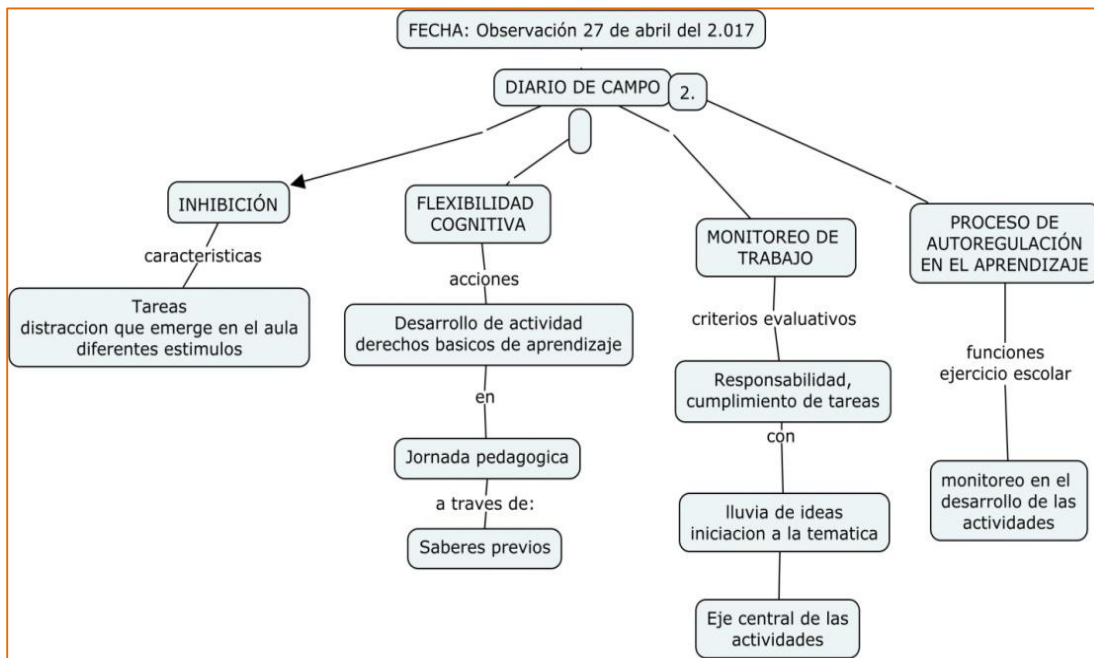 FECHA: Observación 27 de abril del 2.017
DIARIO DE CAMPO
2.
INHIBICIÓN
caracteristicas
Tareas
distraccion que emerge en el aula
diferentes estimulos
FLEXIBILIDAD
COGNITIVA
acciones
Desarrollo de actividad
derechos basicos de aprendizaje
en
Jornada pedagogica
a traves de:
Saberes previos
MONITOREO DE
TRABAJO
criterios evaluativos
Responsabilidad,
cumplimiento de tareas
con
lluvia de ideas
iniciacion a la tematica
Eje central de las
actividades
PROCESO DE
AUTOREGULACIÓN
EN EL APRENDIZAJE
funciones
ejercicio escolar
monitoreo en el
desarrollo de las
actividades